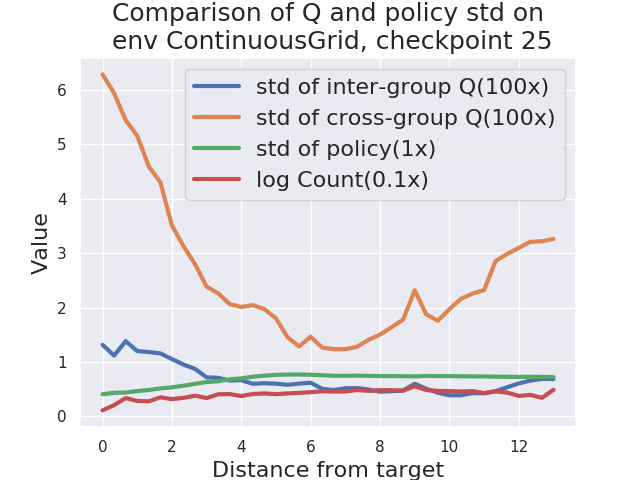 Comparison of Q and policy std on
env ContinuousGrid, checkpoint 25
std of inter-group Q(100x)
std of cross-group Q(100x)
std of policy(1x)
log Count(0.1x)
Value
6
5
4
3
2
1
0
0 2 4 6 8 10 12
Distance from target